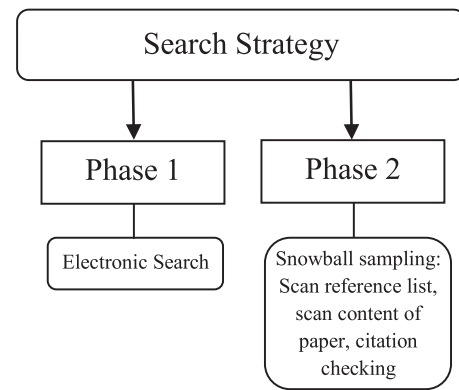 Search Strategy
Phase 1
Phase 2
Electronic Search
Snowball sampling:
Scan reference list,
scan content of
paper, citation
checking